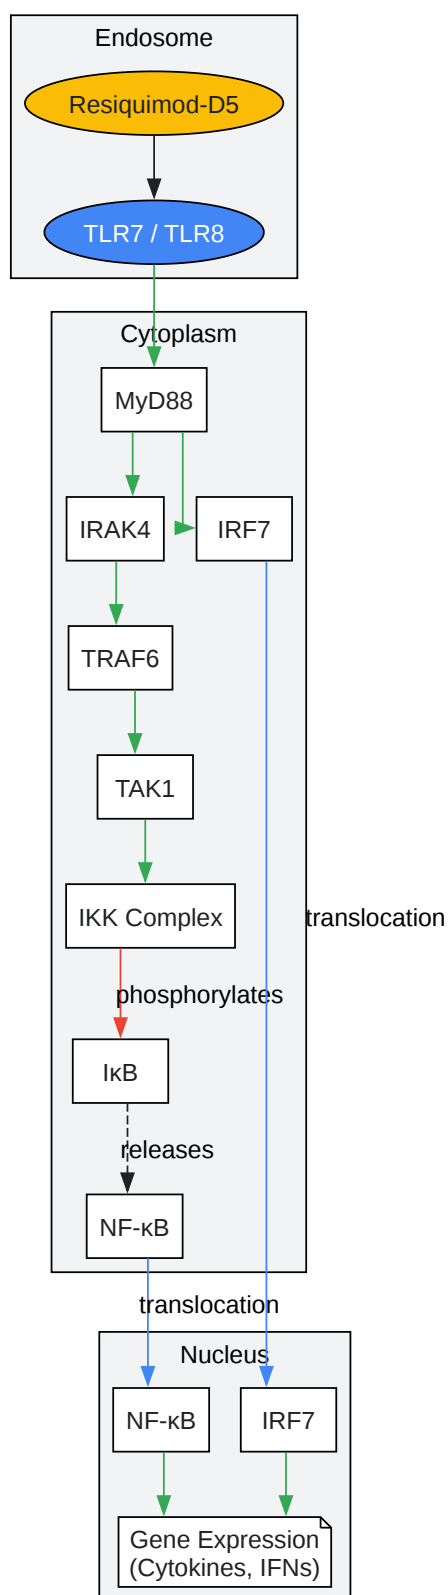 Endosome
Resiquimod-D5
TLR7 / TLR8
Cytoplasm
MyD88
IRAK4
IRF7
TRAF6
TAK1
IKK Complex
translocation
phosphorylates
IκB
releases
NF-κB
translocation
Nucleus
NF-κB
IRF7
Gene Expression
(Cytokines, IFNs)